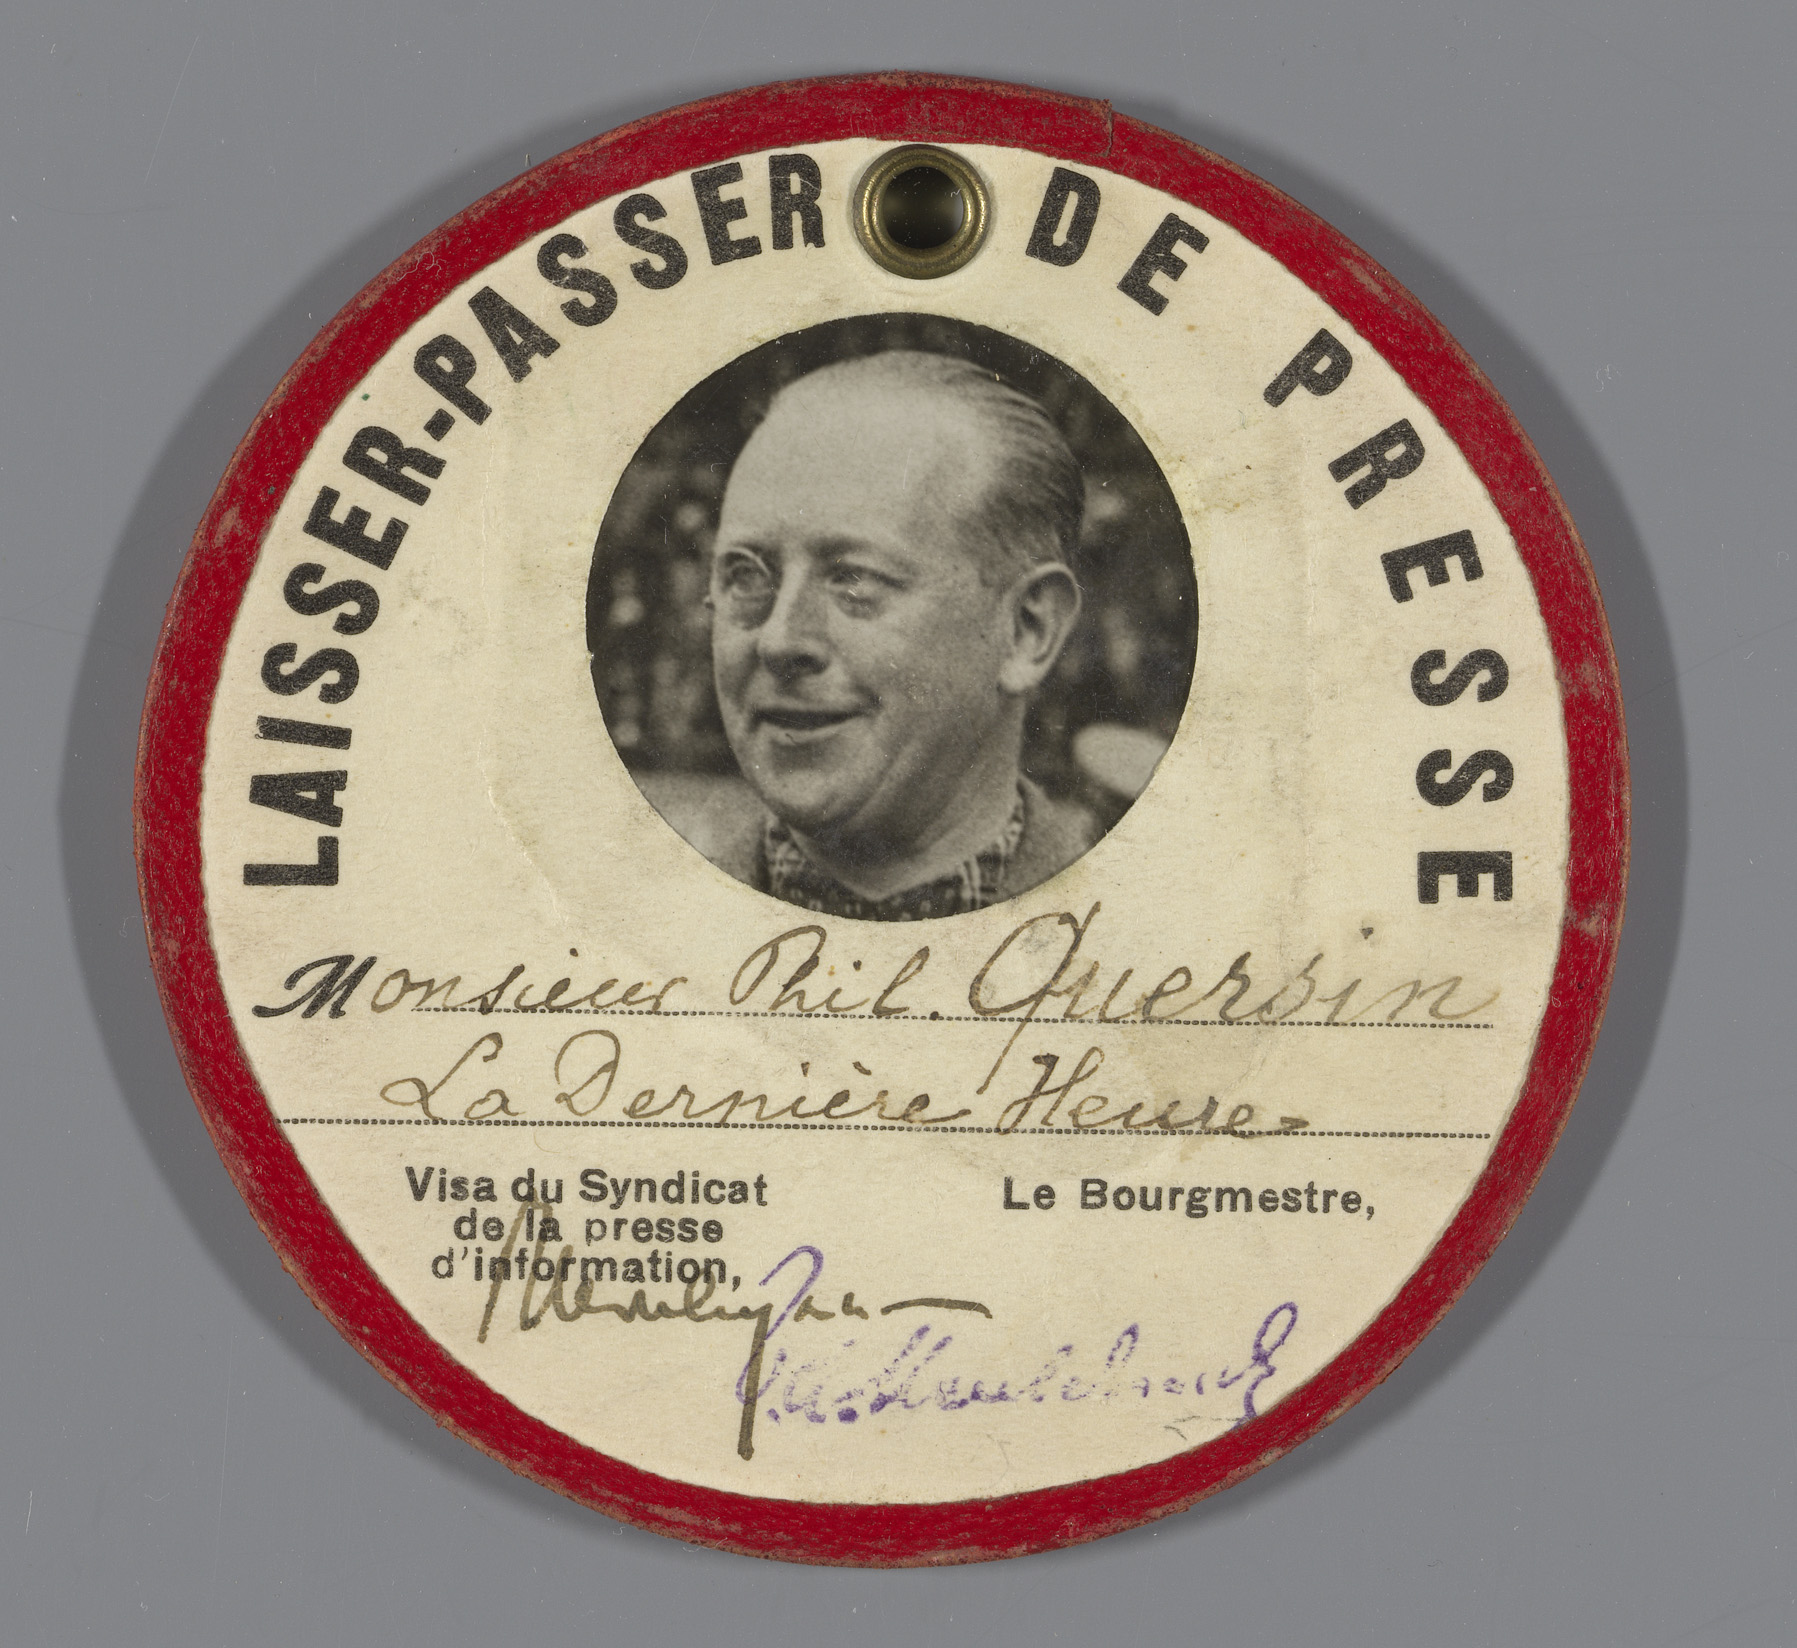 LAISSER-PASSER DE PRESSE
Monsieur Phil. Quersin
La Dernière Heure
Visa du Syndicat
de la presse
d'information,
Le Bourgmestre,